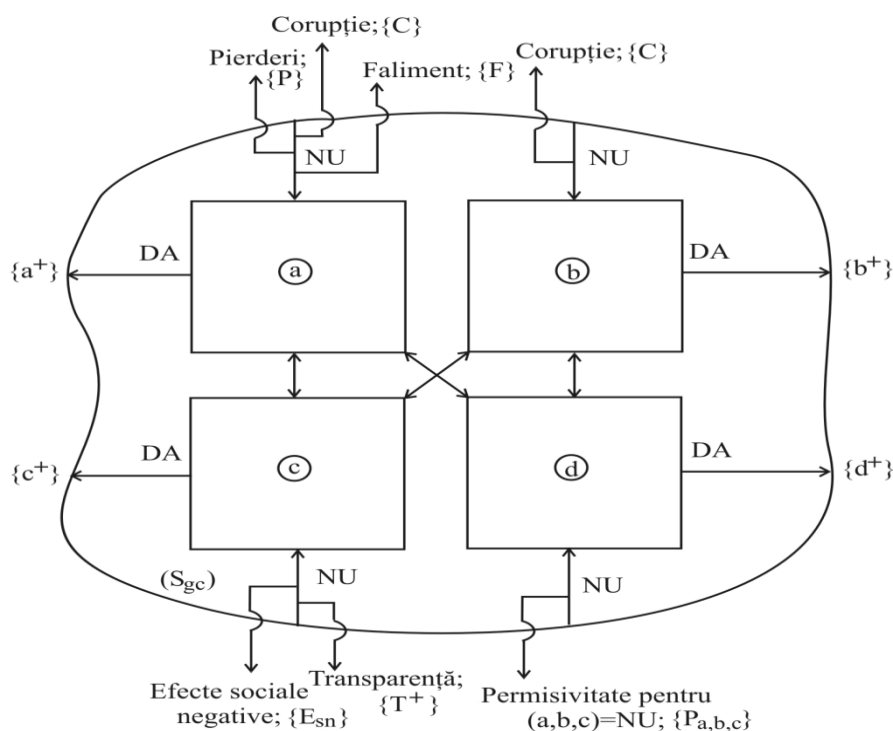 Corupție; {C}
Pierderi;
{P}
Faliment; {F}
Corupție; {C}
NU
NU
DA
DA
{a+}
a
b
{b+}
DA
DA
{c+}
c
d
{d+}
(Sgc)
NU
NU
Efecte sociale
negative; {Esn}
Transparență;
{T+}
Permisivitate pentru
(a,b,c)=NU; {Pa,b,c}